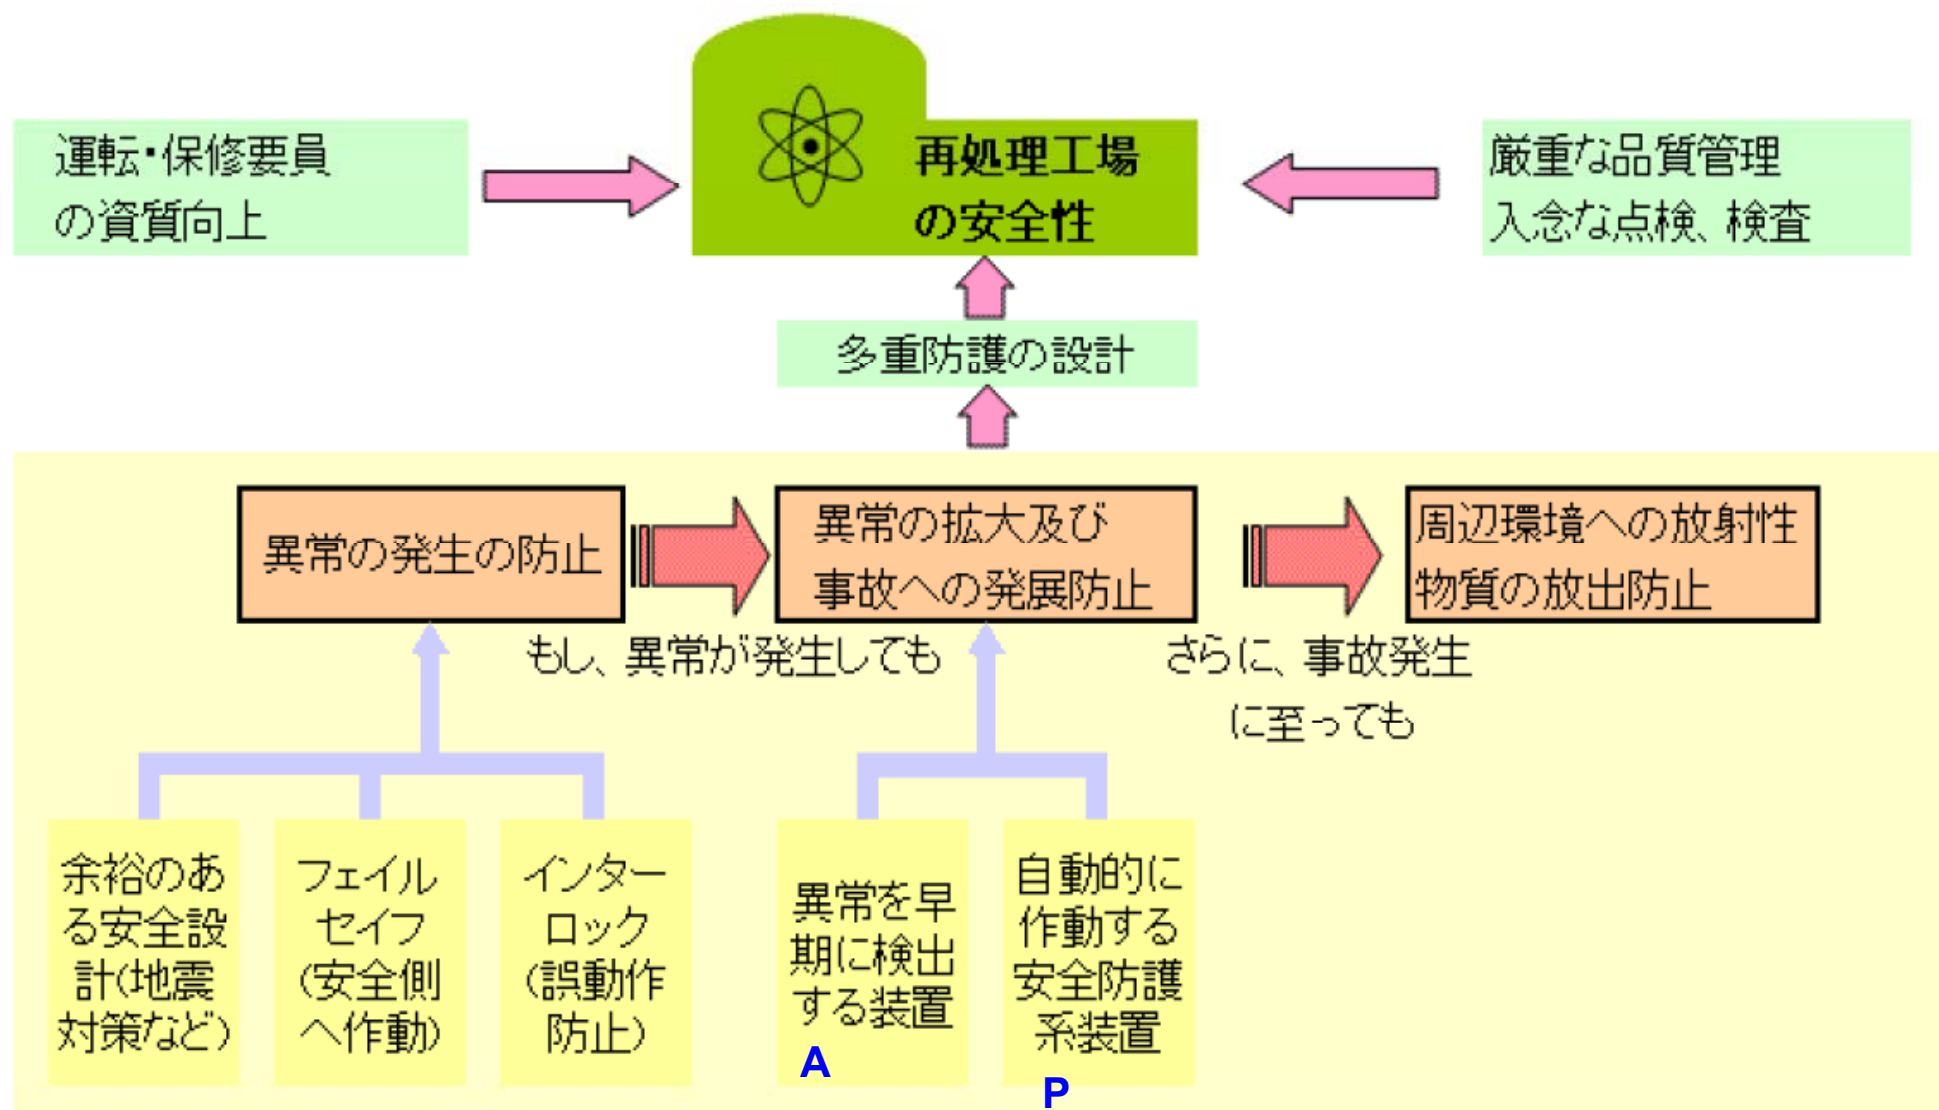 運転・保修要員
の資質向上
再処理工場
の安全性
厳重な品質管理
入念な点検、検査
多重防護の設計
異常の発生の防止
異常の拡大及び
事故への発展防止
周辺環境への放射性
物質の放出防止
もし、異常が発生しても
さらに、事故発生
に至っても
余裕のあ
る安全設
計(地震
対策など)
フェイル
セイフ
(安全側
へ作動)
インター
ロック
(誤動作
防止)
異常を早
期に検出
する装置
A
自動的に
作動する
安全防護
系装置
P